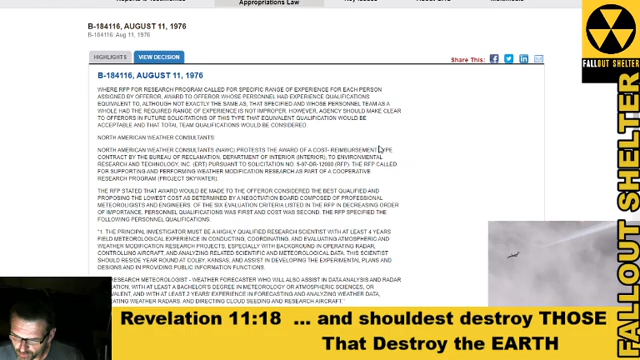 Appropriations Law
B-184116, AUGUST 11, 1976
B-184116: Aug 11, 1976
HIGHLIGHTS
VIEW DECISION
Share This:
B-184116, AUGUST 11, 1976
WHERE RFP FOR RESEARCH PROGRAM CALLED FOR SPECIFIC RANGE OF EXPERIENCE FOR EACH PERSON
ASSIGNED BY OFFEROR, AWARD TO OFFEROR WHOSE PERSONNEL HAD EXPERIENCE QUALIFICATIONS
EQUIVALENT TO, ALTHOUGH NOT EXACTLY THE SAME AS, THAT SPECIFIED AND WHOSE PERSONNEL TEAM AS A
WHOLE HAD THE REQUIRED RANGE OF EXPERIENCE IS NOT IMPROPER. HOWEVER, AGENCY SHOULD MAKE CLEAR
TO OFFERORS IN FUTURE SOLICITATIONS OF THIS TYPE THAT EQUIVALENT QUALIFICATION WOULD BE
ACCEPTABLE AND THAT TOTAL TEAM QUALIFICATIONS WOULD BE CONSIDERED.
NORTH AMERICAN WEATHER CONSULTANTS:
NORTH AMERICAN WEATHER CONSULTANTS (NAWC) PROTESTS THE AWARD OF A COST-REIMBURSEMENT TYPE
CONTRACT BY THE BUREAU OF RECLAMATION, DEPARTMENT OF INTERIOR (INTERIOR), TO ENVIRONMENTAL
RESEARCH AND TECHNOLOGY, INC. (ERT) PURSUANT TO SOLICITATION NO. 5-97-DR-12080 (RFP). THE RFP CALLED
FOR SUPPORTING AND PERFORMING WEATHER MODIFICATION RESEARCH AS PART OF A COOPERATIVE
RESEARCH PROGRAM (PROJECT SKYWATER).
THE RFP STATED THAT AWARD WOULD BE MADE TO THE OFFEROR CONSIDERED THE BEST QUALIFIED AND
PROPOSING THE LOWEST COST AS DETERMINED BY A NEGOTIATION BOARD COMPOSED OF PROFESSIONAL
METEOROLOGISTS AND ENGINEERS. OF THE SIX EVALUATION CRITERIA LISTED IN THE RFP IN DECREASING ORDER
OF IMPORTANCE, PERSONNEL QUALIFICATIONS WAS FIRST AND COST WAS SECOND. THE RFP SPECIFIED THE
FOLLOWING PERSONNEL QUALIFICATIONS:
"1. THE PRINCIPAL INVESTIGATOR MUST BE A HIGHLY QUALIFIED RESEARCH SCIENTIST WITH AT LEAST 4 YEARS
FIELD METEOROLOGICAL EXPERIENCE IN CONDUCTING, COORDINATING, AND EVALUATING ATMOSPHERIC AND
WEATHER MODIFICATION RESEARCH PROJECTS, ESPECIALLY WITH BACKGROUND IN OPERATING RADAR,
CONTROLLING AIRCRAFT, AND ANALYZING RELATED SCIENTIFIC AND METEOROLOGICAL DATA. THIS SCIENTIST
SHOULD RESIDE YEAR ROUND AT COLBY, KANSAS, AND ASSIST IN DEVELOPING THE EXPERIMENTAL PLANS AND
DESIGNS AND IN PROVIDING PUBLIC INFORMATION FUNCTIONS.
RESEARCH METEOROLOGIST - WEATHER FORECASTER WHO WILL ALSO ASSIST IN DATA ANALYSIS AND RADAR
WITH AT LEAST A BACHELOR'S DEGREE IN METEOROLOGY OR ATMOSPHERIC SCIENCES, OR
AND WITH AT LEAST 2 YEARS' EXPERIENCE IN FORECASTING AND ANALYZING WEATHER DATA,
WEATHER RADARS, AND DIRECTING CLOUD SEEDING AND RESEARCH AIRCRAFT."
FALLOUT SHELTER
FALLOUT SHELTER
Revelation 11:18 ... and shouldest destroy THOSE
That Destroy the EARTH